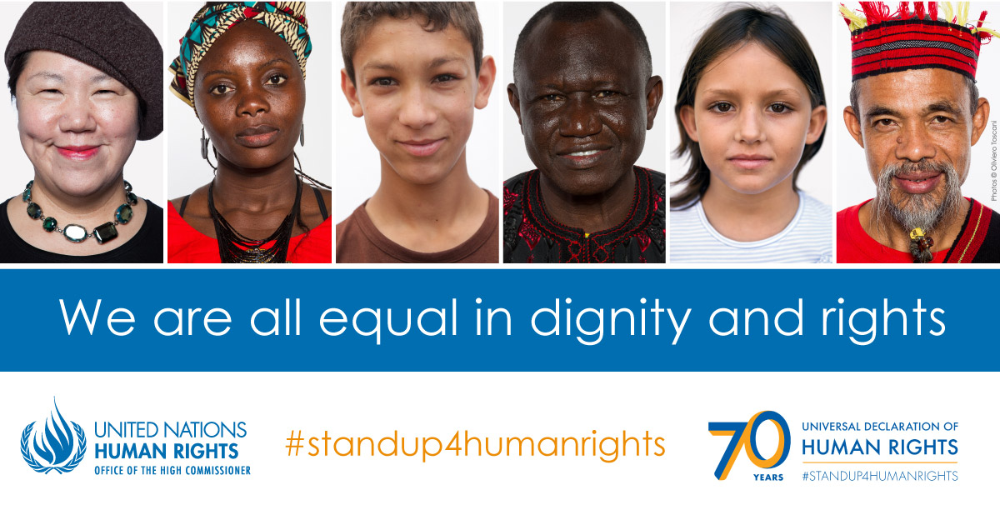 Photos © Oliviero Toscani
We are all equal in dignity and rights
UNITED NATIONS
HUMAN RIGHTS
OFFICE OF THE HIGH COMMISSIONER
#standup4humanrights
70
YEARS
UNIVERSAL DECLARATION OF
HUMAN RIGHTS
#STANDUP4HUMANRIGHTS